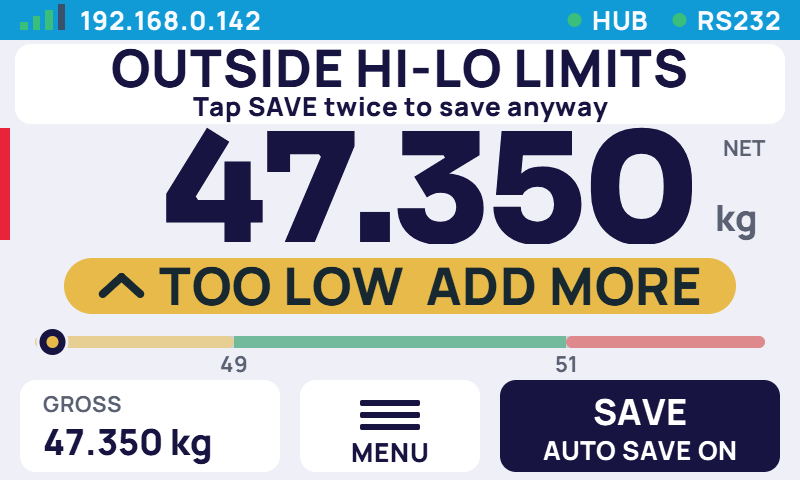 192.168.0.142
HUB
RS232
OUTSIDE HI-LO LIMITS
Tap SAVE twice to save anyway
47.350
NET
kg
TOO LOW ADD MORE
49
51
GROSS
47.350 kg
MENU
SAVE
AUTO SAVE ON